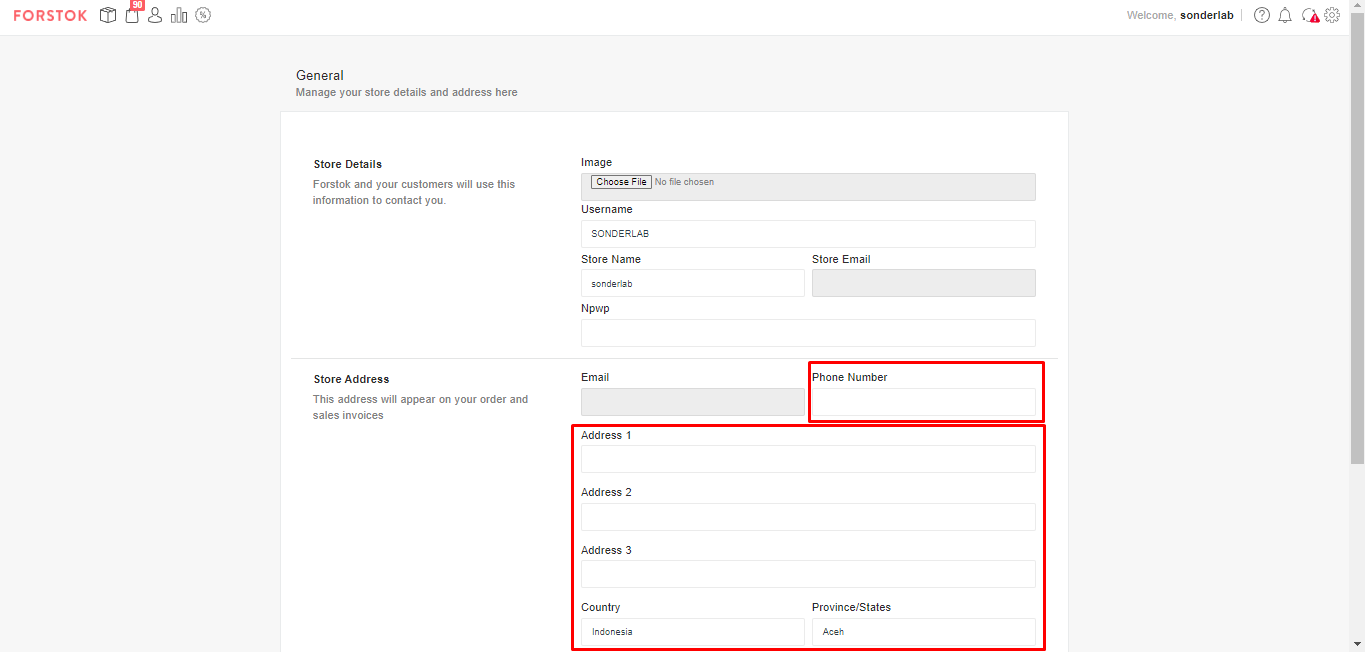 FORSTOK
90
Welcome, sonderlab
General
Manage your store details and address here
Store Details
Forstok and your customers will use this
information to contact you.
Image
Choose File No file chosen
Username
SONDERLAB
Store Name
Store Email
sonderlab
Npwp
Store Address
This address will appear on your order and
sales invoices
Email
Phone Number
Address 1
Address 2
Address 3
Country
Province/States
Indonesia
Aceh